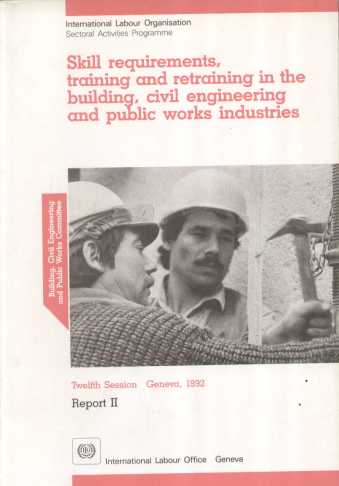 International Labour Organisation
Sectoral Activities Programme
Skill requirements,
training and retraining in the
building, civil engineering
and public works industries
Building, Civil Engineering
and Public Works Committee
Twelfth Session Geneva, 1992
Report II
International Labour Office Geneva